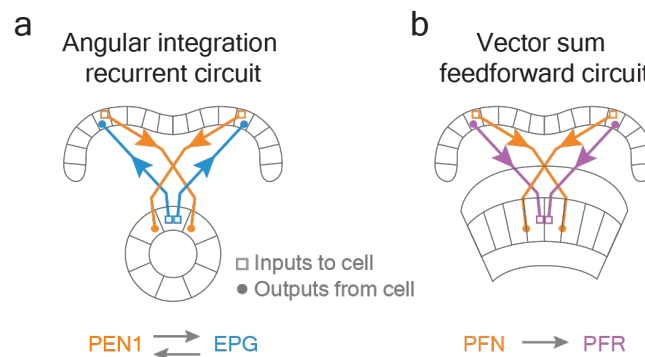 a
Angular integration
recurrent circuit
Inputs to cell
Outputs from cell
PEN1 EPG
b
Vector sum
feedforward circuit
PFN PFR